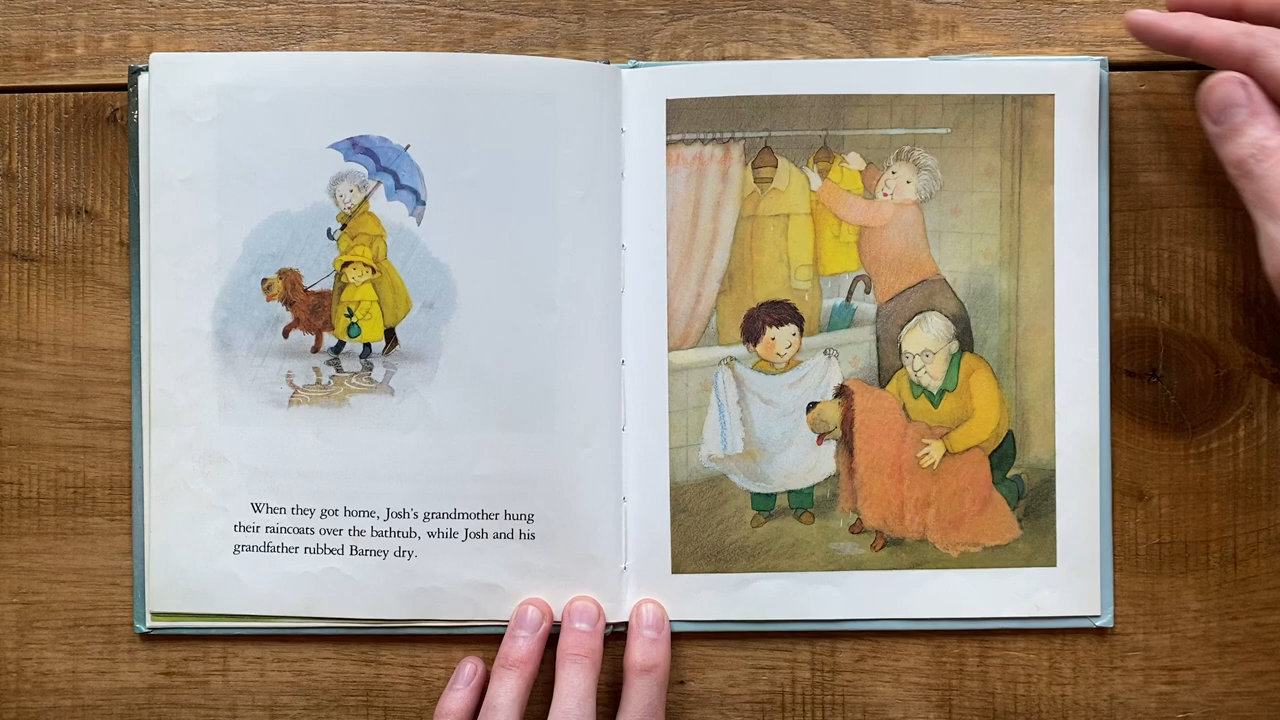 When they got home, Josh's grandmother hung
their raincoats over the bathtub, while Josh and his
grandfather rubbed Barney dry.